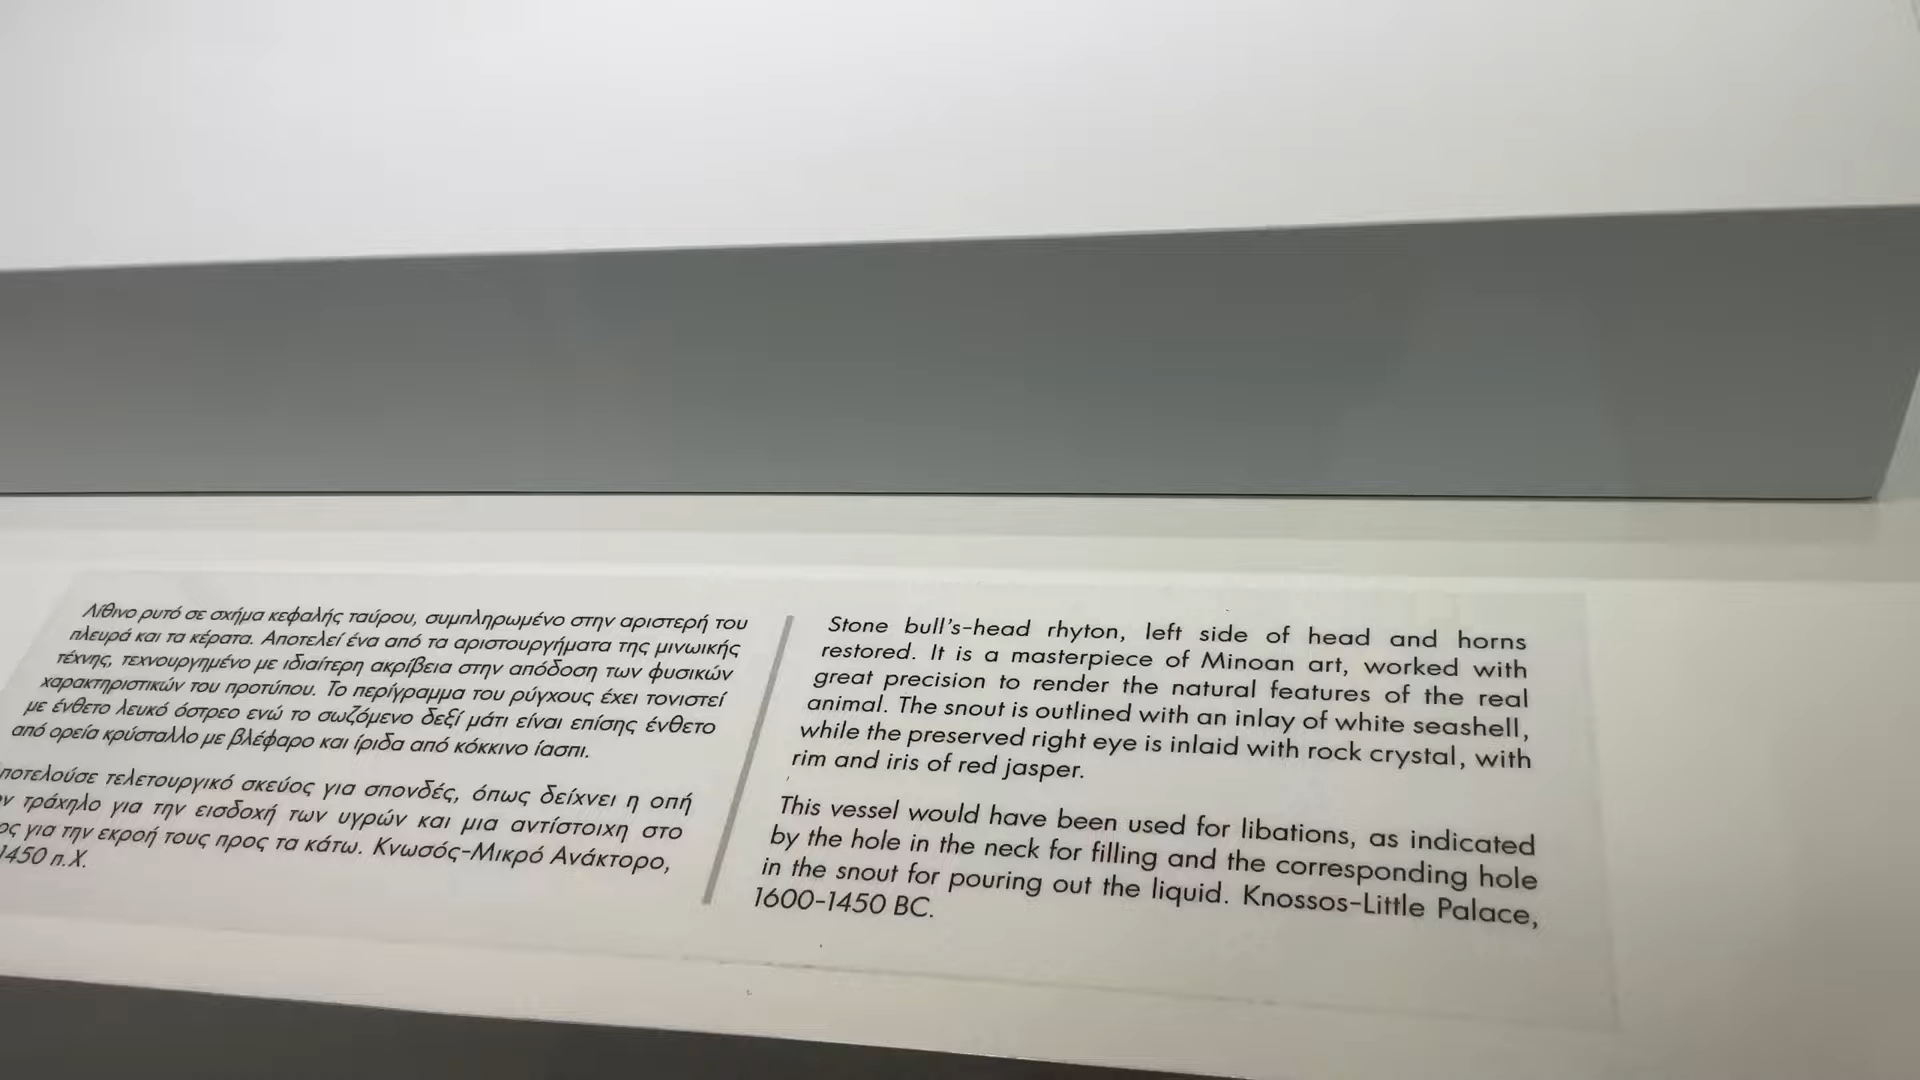 Λίθινο ρυτό σε σχήμα κεφαλής ταύρου, συμπληρωμένο στην αριστερή του
πλευρά και τα κέρατα. Αποτελεί ένα από τα αριστουργήματα της μινωικής
τέχνης, τεχνουργημένο με ιδιαίτερη ακρίβεια στην απόδοση των φυσικών
χαρακτηριστικών του προτύπου. Το περίγραμμα του ρύγχους έχει τονιστεί
με ένθετο λευκό όστρεο ενώ το σωζόμενο δεξί μάτι είναι επίσης ένθετο
από ορεία κρύσταλλο με βλέφαρο και ίριδα από κόκκινο ίασπι.
ποτελούσε τελετουργικό σκεύος για σπονδές, όπως δείχνει η οπή
ν τράχηλο για την εισδοχή των υγρών και μια αντίστοιχη στο
ος για την εκροή τους προς τα κάτω. Κνωσός-Μικρό Ανάκτορο,
1450 π.Χ.
Stone bull's-head rhyton, left side of head and horns
restored. It is a masterpiece of Minoan art, worked with
great precision to render the natural features of the real
animal. The snout is outlined with an inlay of white seashell,
while the preserved right eye is inlaid with rock crystal, with
rim and iris of red jasper.
This vessel would have been used for libations, as indicated
by the hole in the neck for filling and the corresponding hole
in the snout for pouring out the liquid. Knossos-Little Palace,
1600-1450 BC.